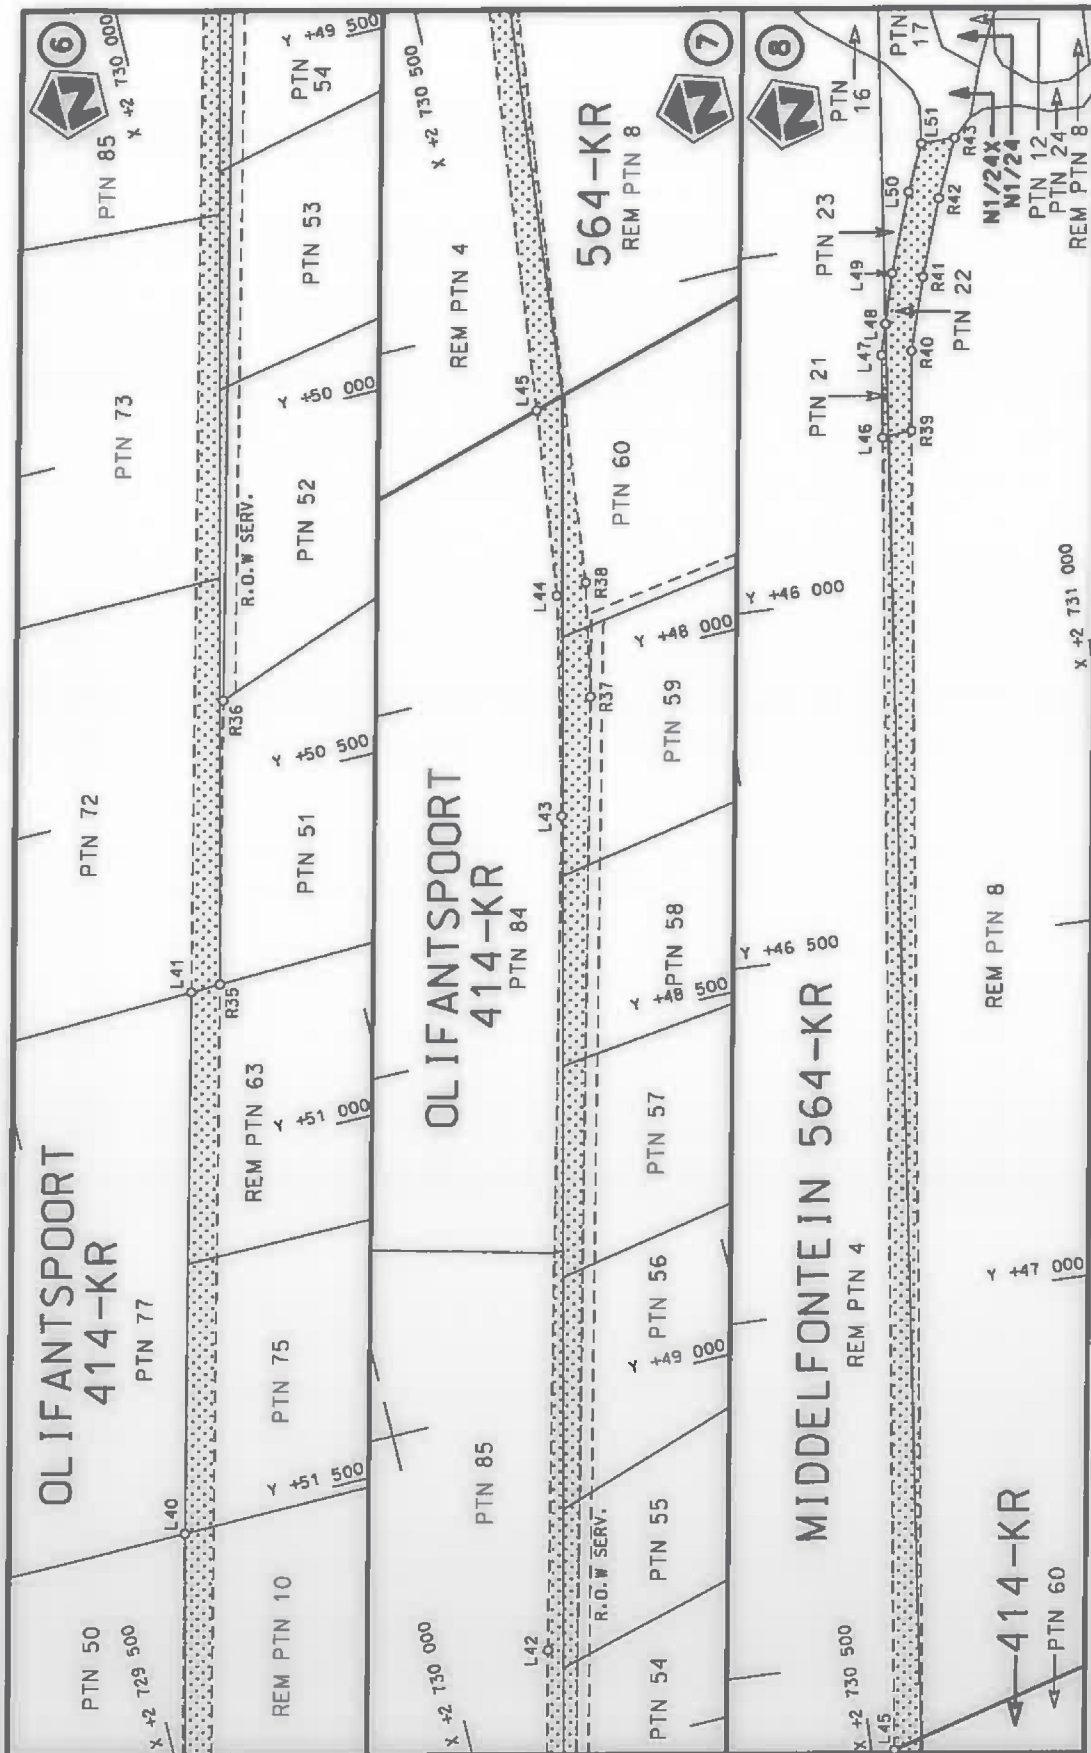 6
N
OLIFANTSPOORT
414-KR
PTN 77
PTN 50
X +2 729 500
REM PTN 10
L40
PTN 75
Y +51 500
REM PTN 63
Y +51 000
L41
R35
PTN 72
PTN 51
Y +50 500
R36
R.O.W SERV.
PTN 52
PTN 73
Y +50 000
PTN 53
PTN 85
X +2 730 000
PTN 54
Y +49 500
7
N
OLIFANTSPOORT
414-KR
PTN 84
X +2 730 000
L42
PTN 54
R.O.W SERV.
PTN 55
PTN 85
PTN 56
Y +49 000
PTN 57
Y +48 500
PTN 58
L43
PTN 59
R37
Y +48 000
L44
R38
PTN 60
L45
REM PTN 4
X +2 730 500
564-KR
REM PTN 8
8
N
MIDDELFONTEIN 564-KR
REM PTN 4
X +2 730 500
L45
414-KR
PTN 60
Y +47 000
REM PTN 8
Y +46 500
X +2 731 000
Y +46 000
L46
R39
PTN 21
L47
L48
R40
PTN 22
L49
R41
PTN 23
L50
R42
L51
R43
PTN 16
PTN 17
N1/24X
N1/24
PTN 12
PTN 24
REM PTN 8